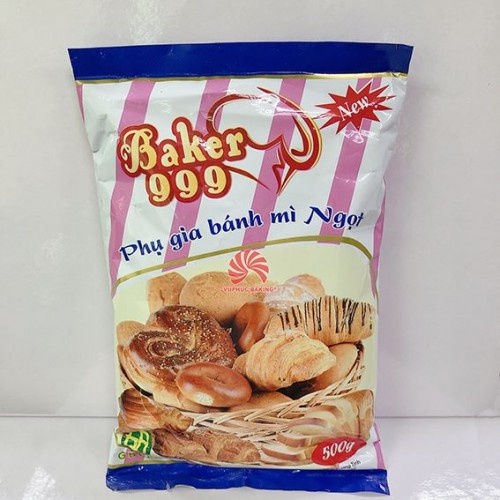 New
Baker
999
Phụ gia bánh mì Ngọt
VUPHUC BAKING
500g